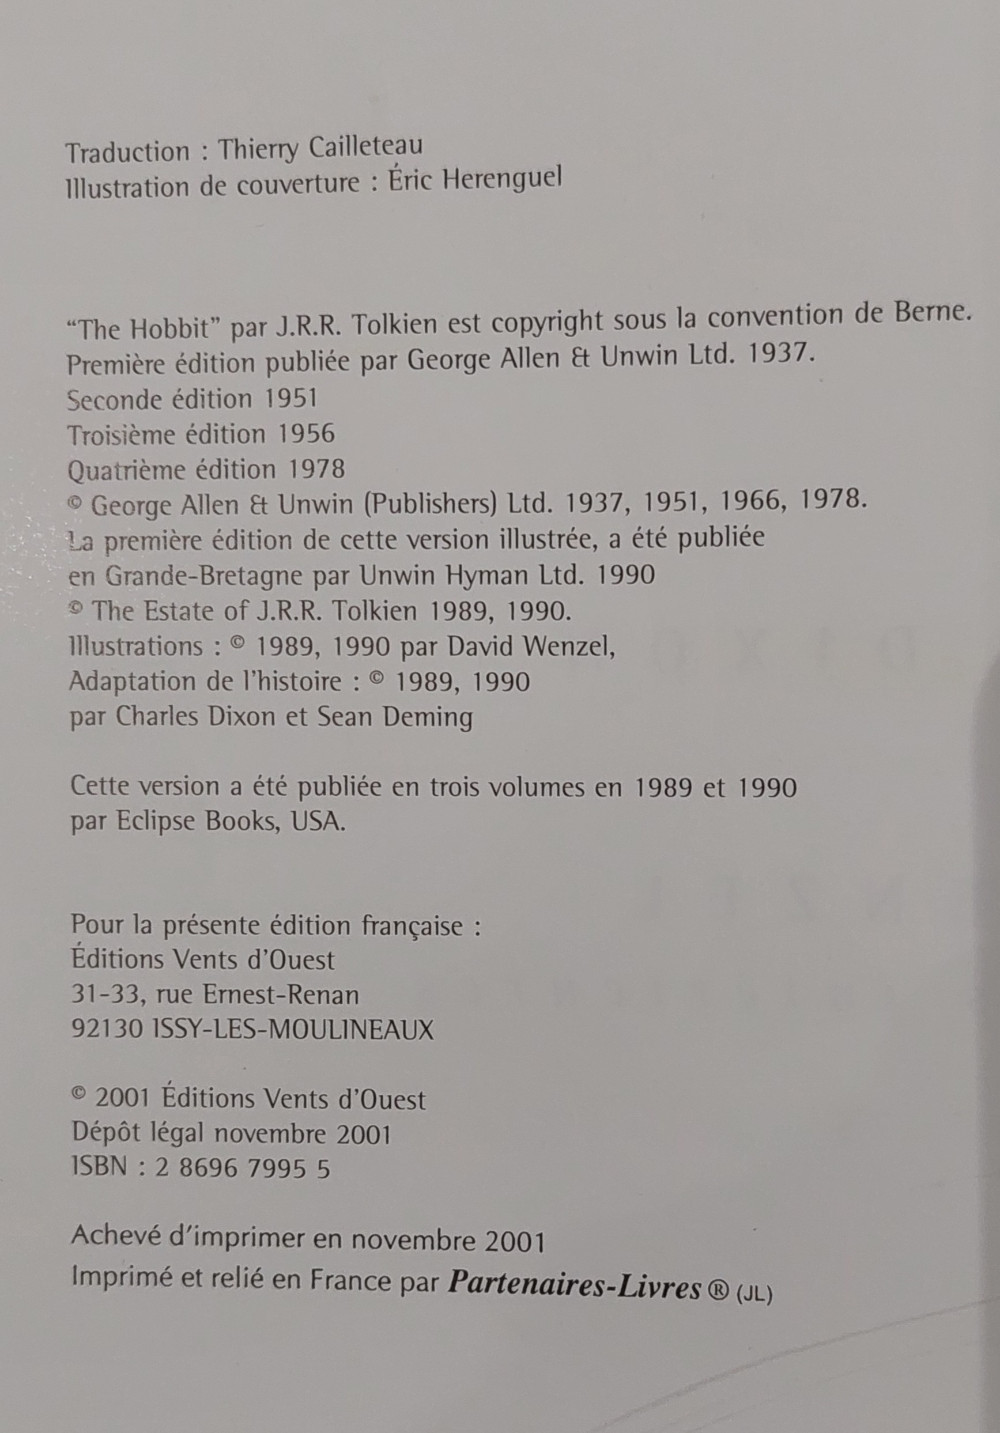 Traduction : Thierry Cailleteau
Illustration de couverture : Éric Herenguel
“The Hobbit” par J.R.R. Tolkien est copyright sous la convention de Berne.
Première édition publiée par George Allen & Unwin Ltd. 1937.
Seconde édition 1951
Troisième édition 1956
Quatrième édition 1978
© George Allen & Unwin (Publishers) Ltd. 1937, 1951, 1966, 1978.
La première édition de cette version illustrée, a été publiée
en Grande-Bretagne par Unwin Hyman Ltd. 1990
© The Estate of J.R.R. Tolkien 1989, 1990.
Illustrations : © 1989, 1990 par David Wenzel,
Adaptation de l'histoire : © 1989, 1990
par Charles Dixon et Sean Deming
Cette version a été publiée en trois volumes en 1989 et 1990
par Eclipse Books, USA.
Pour la présente édition française :
Éditions Vents d'Ouest
31-33, rue Ernest-Renan
92130 ISSY-LES-MOULINEAUX
© 2001 Éditions Vents d'Ouest
Dépôt légal novembre 2001
ISBN : 2 8696 7995 5
Achevé d'imprimer en novembre 2001
Imprimé et relié en France par Partenaires-Livres ® (JL)